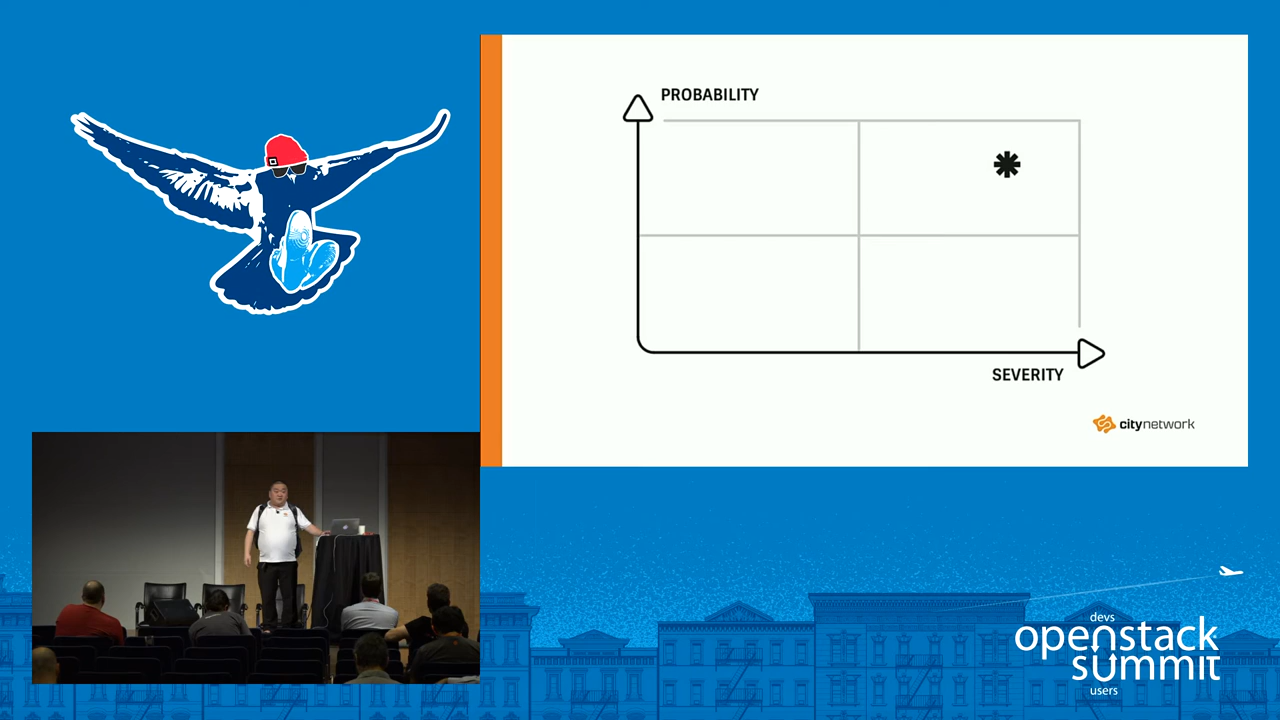 PROBABILITY
SEVERITY
citynetwork
devs
openstack
summit
users